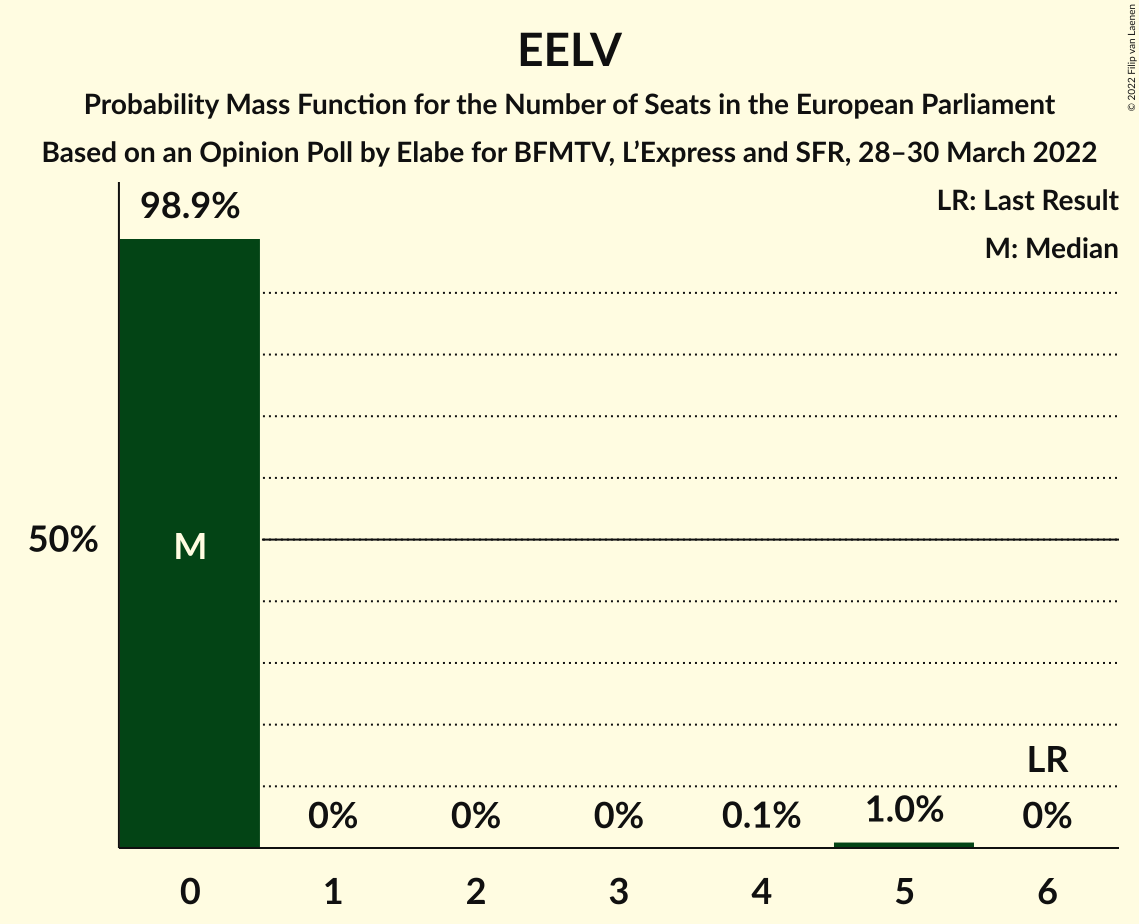 EELV
Probability Mass Function for the Number of Seats in the European Parliament
Based on an Opinion Poll by Elabe for BFMTV, L’Express and SFR, 28–30 March 2022
© 2022 Filip van Laenen
LR: Last Result
M: Median
98.9%
50%
M
LR
0% 0% 0% 0.1% 1.0% 0%
0 1 2 3 4 5 6